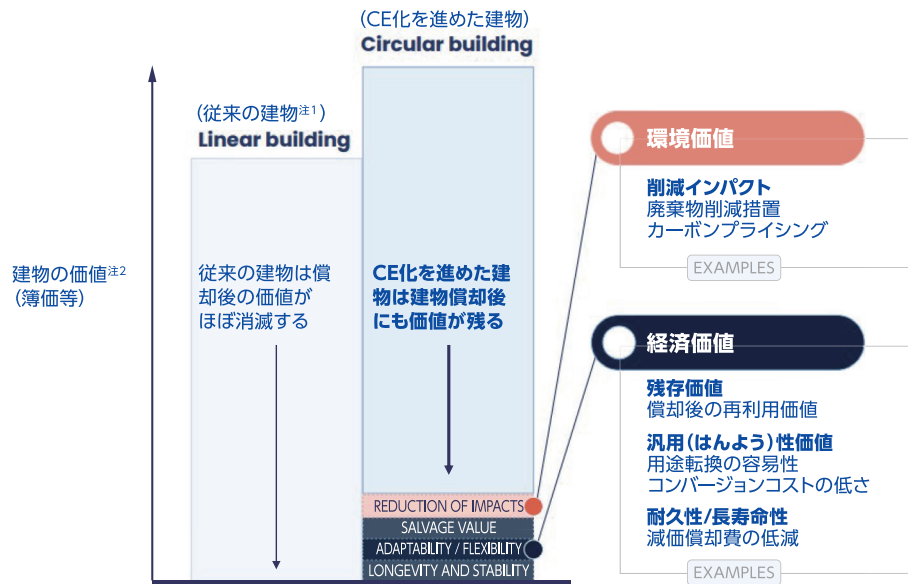 (CE化を進めた建物)
Circular building
(従来の建物注1)
Linear building
建物の価値注2
(簿価等)
従来の建物は償
却後の価値が
ほぼ消滅する
CE化を進めた建
物は建物償却後
にも価値が残る
REDUCTION OF IMPACTS
SALVAGE VALUE
ADAPTABILITY / FLEXIBILITY
LONGEVITY AND STABILITY
環境価値
削減インパクト
廃棄物削減措置
カーボンプライシング
EXAMPLES
経済価値
残存価値
償却後の再利用価値
汎用(はんよう)性価値
用途転換の容易性
コンバージョンコストの低さ
耐久性/長寿命性
減価償却費の低減
EXAMPLES